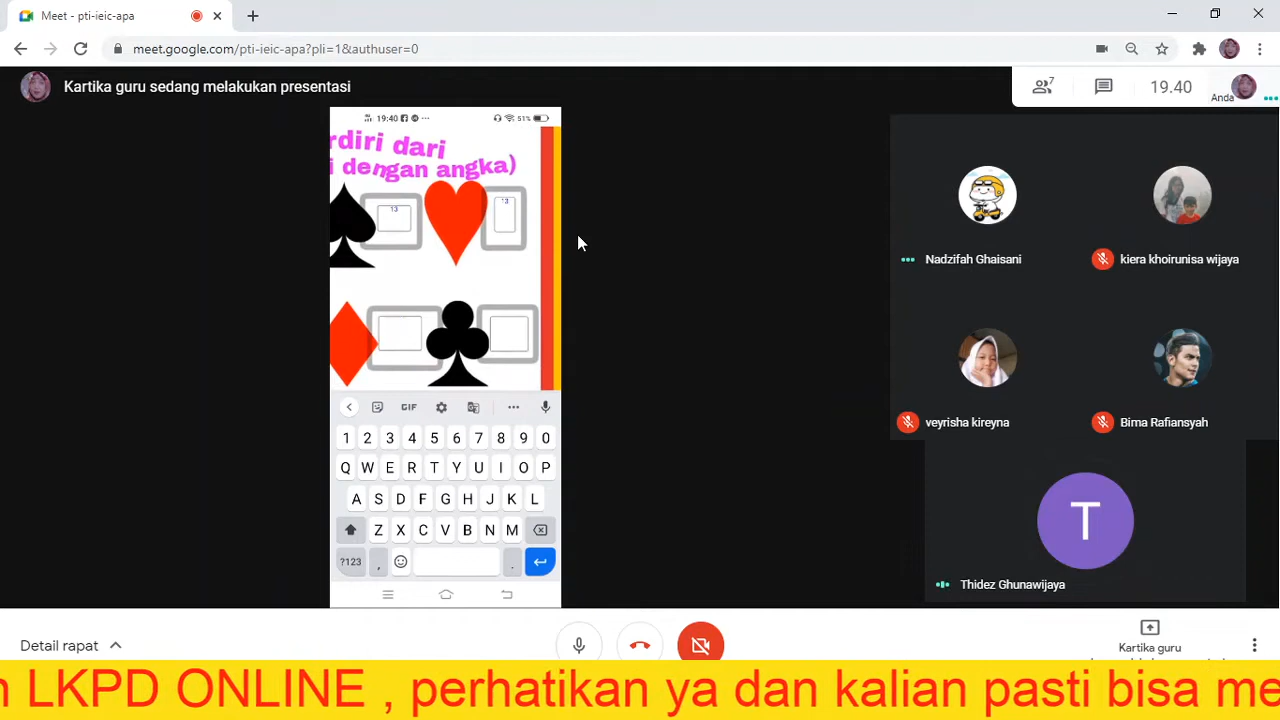 Meet - pti-ieic-apa
meet.google.com/pti-ieic-apa?pli=1&authuser=0
Kartika guru sedang melakukan presentasi
7
19.40
Anda
19:40
51%
rdiri dari
i dengan angka)
13
13
GIF
1 2 3 4 5 6 7 8 9 0
Q W E R T Y U I O P
A S D F G H J K L
Z X C V B N M
?123 , .
Nadzifah Ghaisani
kiera khoirunisa wijaya
veyrisha kireyna
Bima Rafiansyah
T
Thidez Ghunawijaya
Detail rapat
Kartika guru
n LKPD ONLINE , perhatikan ya dan kalian pasti bisa me